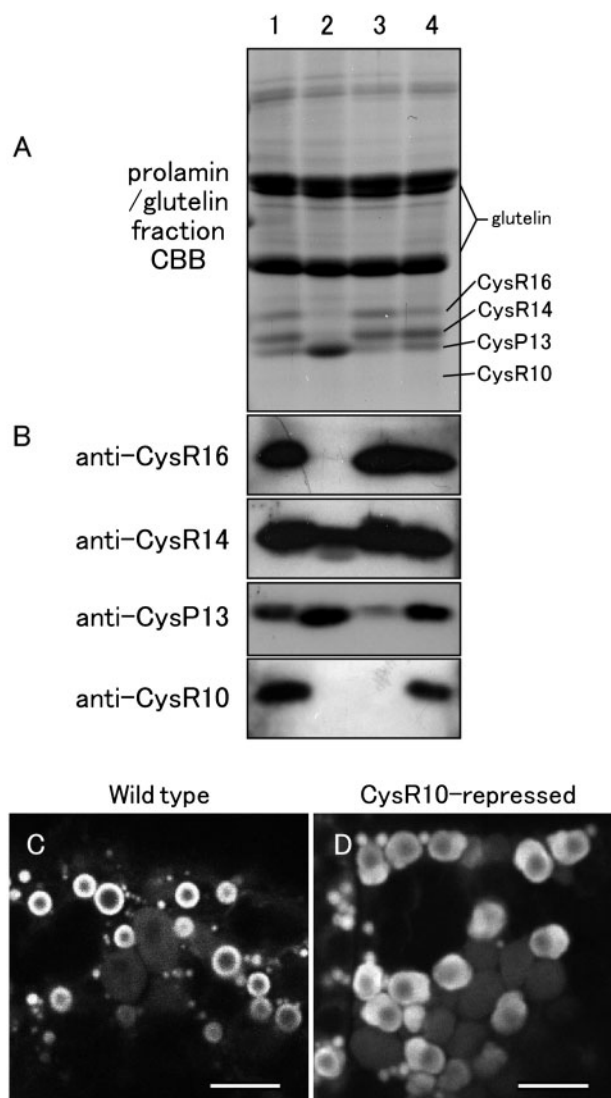 1 2 3 4
A
prolamin
/glutelin
fraction
CBB
glutelin
CysR16
CysR14
CysP13
CysR10
B
anti-CysR16
anti-CysR14
anti-CysP13
anti-CysR10
Wild type
CysR10-repressed
C
D